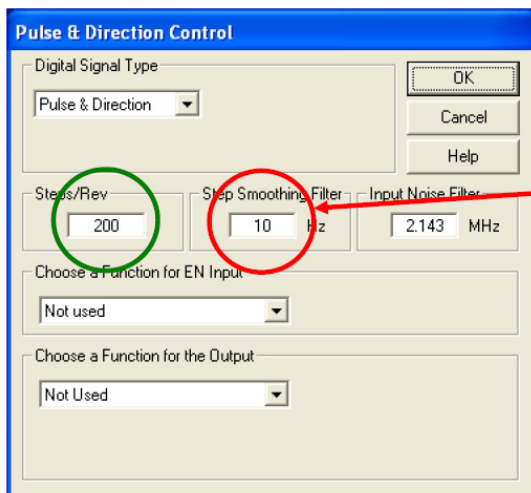 Pulse & Direction Control
Digital Signal Type
Pulse & Direction
OK
Cancel
Help
Steps/Rev
200
Step Smoothing Filter
10 Hz
Input Noise Filter
2.143 MHz
Choose a Function for EN Input
Not used
Choose a Function for the Output
Not Used